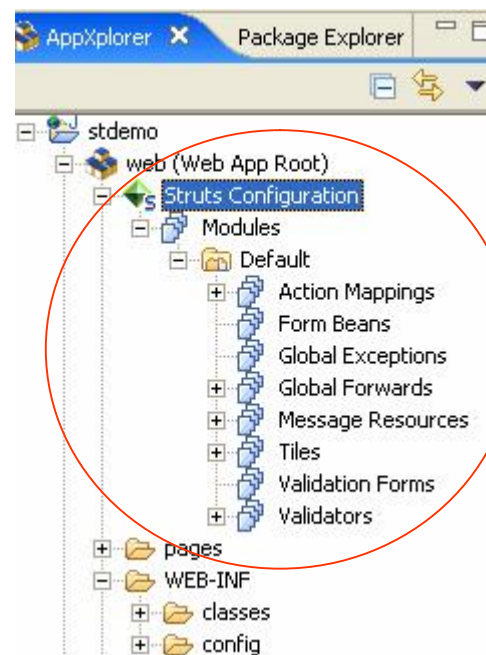 AppXplorer Package Explorer
stdemo
web (Web App Root)
Struts Configuration
Modules
Default
Action Mappings
Form Beans
Global Exceptions
Global Forwards
Message Resources
Tiles
Validation Forms
Validators
pages
WEB-INF
classes
config